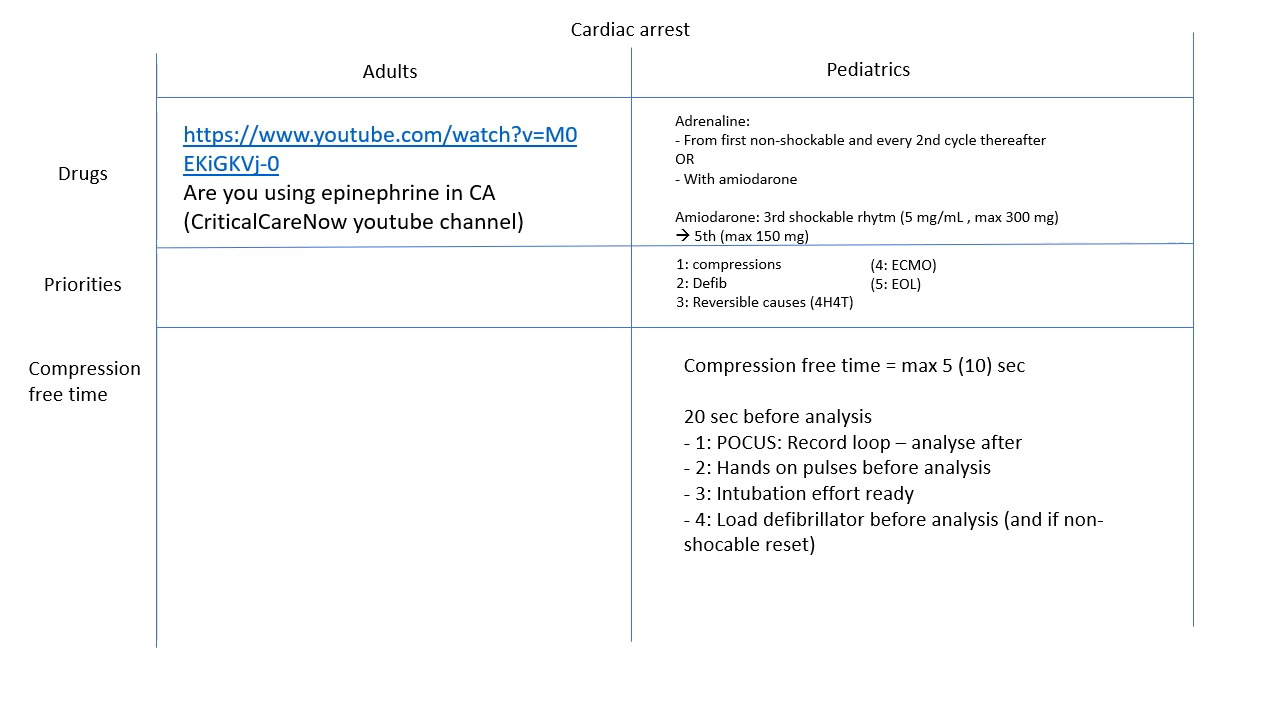 Cardiac arrest
Adults
Pediatrics
Drugs
https://www.youtube.com/watch?v=M0
EKiGKVj-0
Are you using epinephrine in CA
(CriticalCareNow youtube channel)
Adrenaline:
- From first non-shockable and every 2nd cycle thereafter
OR
- With amiodarone
Amiodarone: 3rd shockable rhytm (5 mg/mL , max 300 mg)
→ 5th (max 150 mg)
Priorities
1: compressions
2: Defib
3: Reversible causes (4H4T)
(4: ECMO)
(5: EOL)
Compression
free time
Compression free time = max 5 (10) sec
20 sec before analysis
- 1: POCUS: Record loop – analyse after
- 2: Hands on pulses before analysis
- 3: Intubation effort ready
- 4: Load defibrillator before analysis (and if non-
shocable reset)